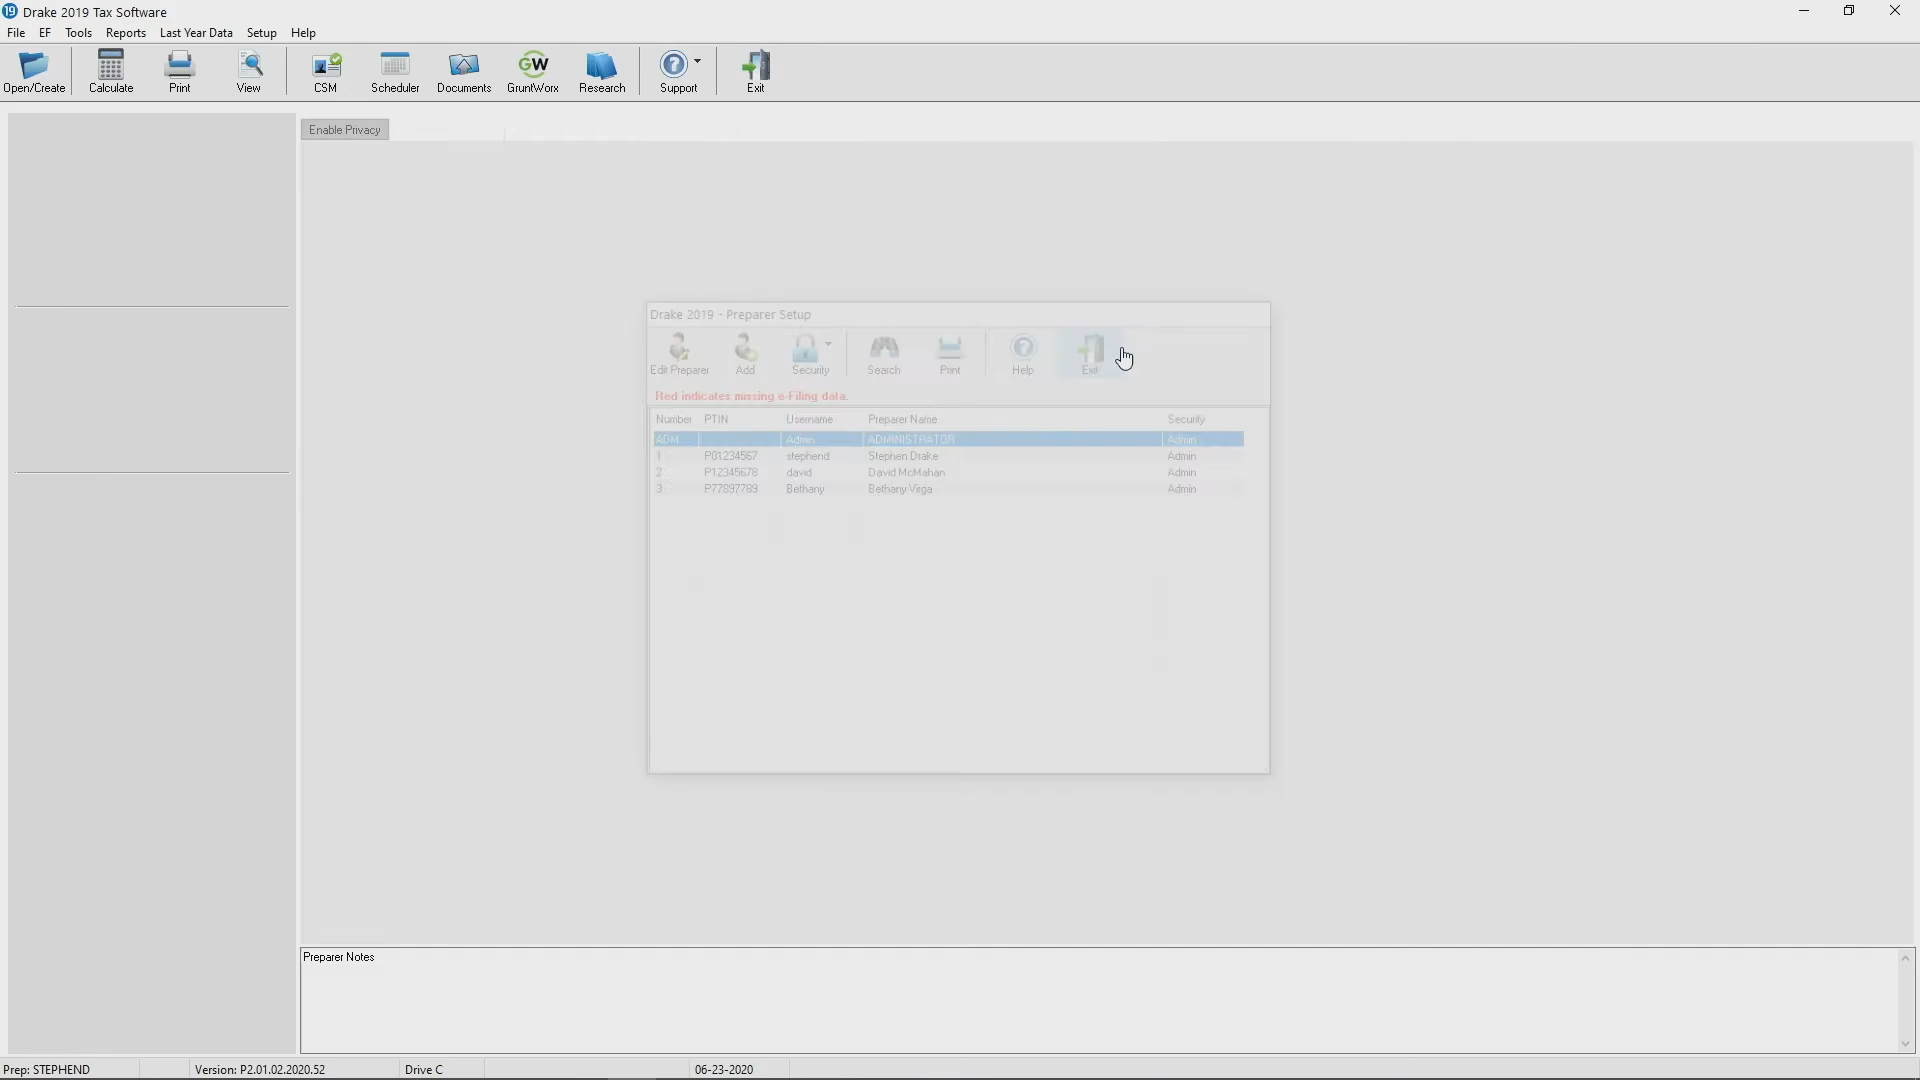 19 Drake 2019 Tax Software
File EF Tools Reports Last Year Data Setup Help
Open/Create Calculate Print View CSM Scheduler Documents GW GruntWorx Research Support Exit
Enable Privacy
Drake 2019 - Preparer Setup
Edit Preparer Add Security Search Print Help Exit
Red indicates missing e-Filing data.
Number PTIN Username Preparer Name Security
ADM Admin ADMINISTRATOR Admin
1 P01234567 stephend Stephen Drake Admin
2 P12345678 david David McMahan Admin
3 P77897789 Bethany Bethany Virga Admin
Preparer Notes
Prep: STEPHEND Version: P2.01.02.2020.52 Drive C 06-23-2020